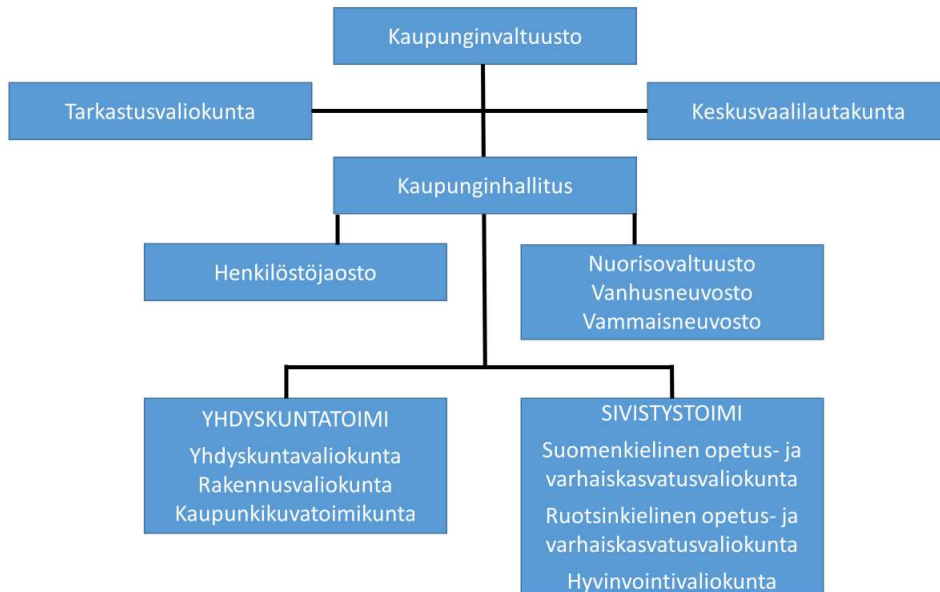 Kaupunginvaltuusto
Tarkastusvaliokunta
Keskusvaalilautakunta
Kaupunginhallitus
Henkilöstöjaosto
Nuorisovaltuusto
Vanhusneuvosto
Vammaisneuvosto
YHDYSKUNTATOIMI
Yhdyskuntavaliokunta
Rakennusvaliokunta
Kaupunkikuvatoimikunta
SIVISTYSTOIMI
Suomenkielinen opetus- ja
varhaiskasvatusvaliokunta
Ruotsinkielinen opetus- ja
varhaiskasvatusvaliokunta
Hyvinvointivaliokunta